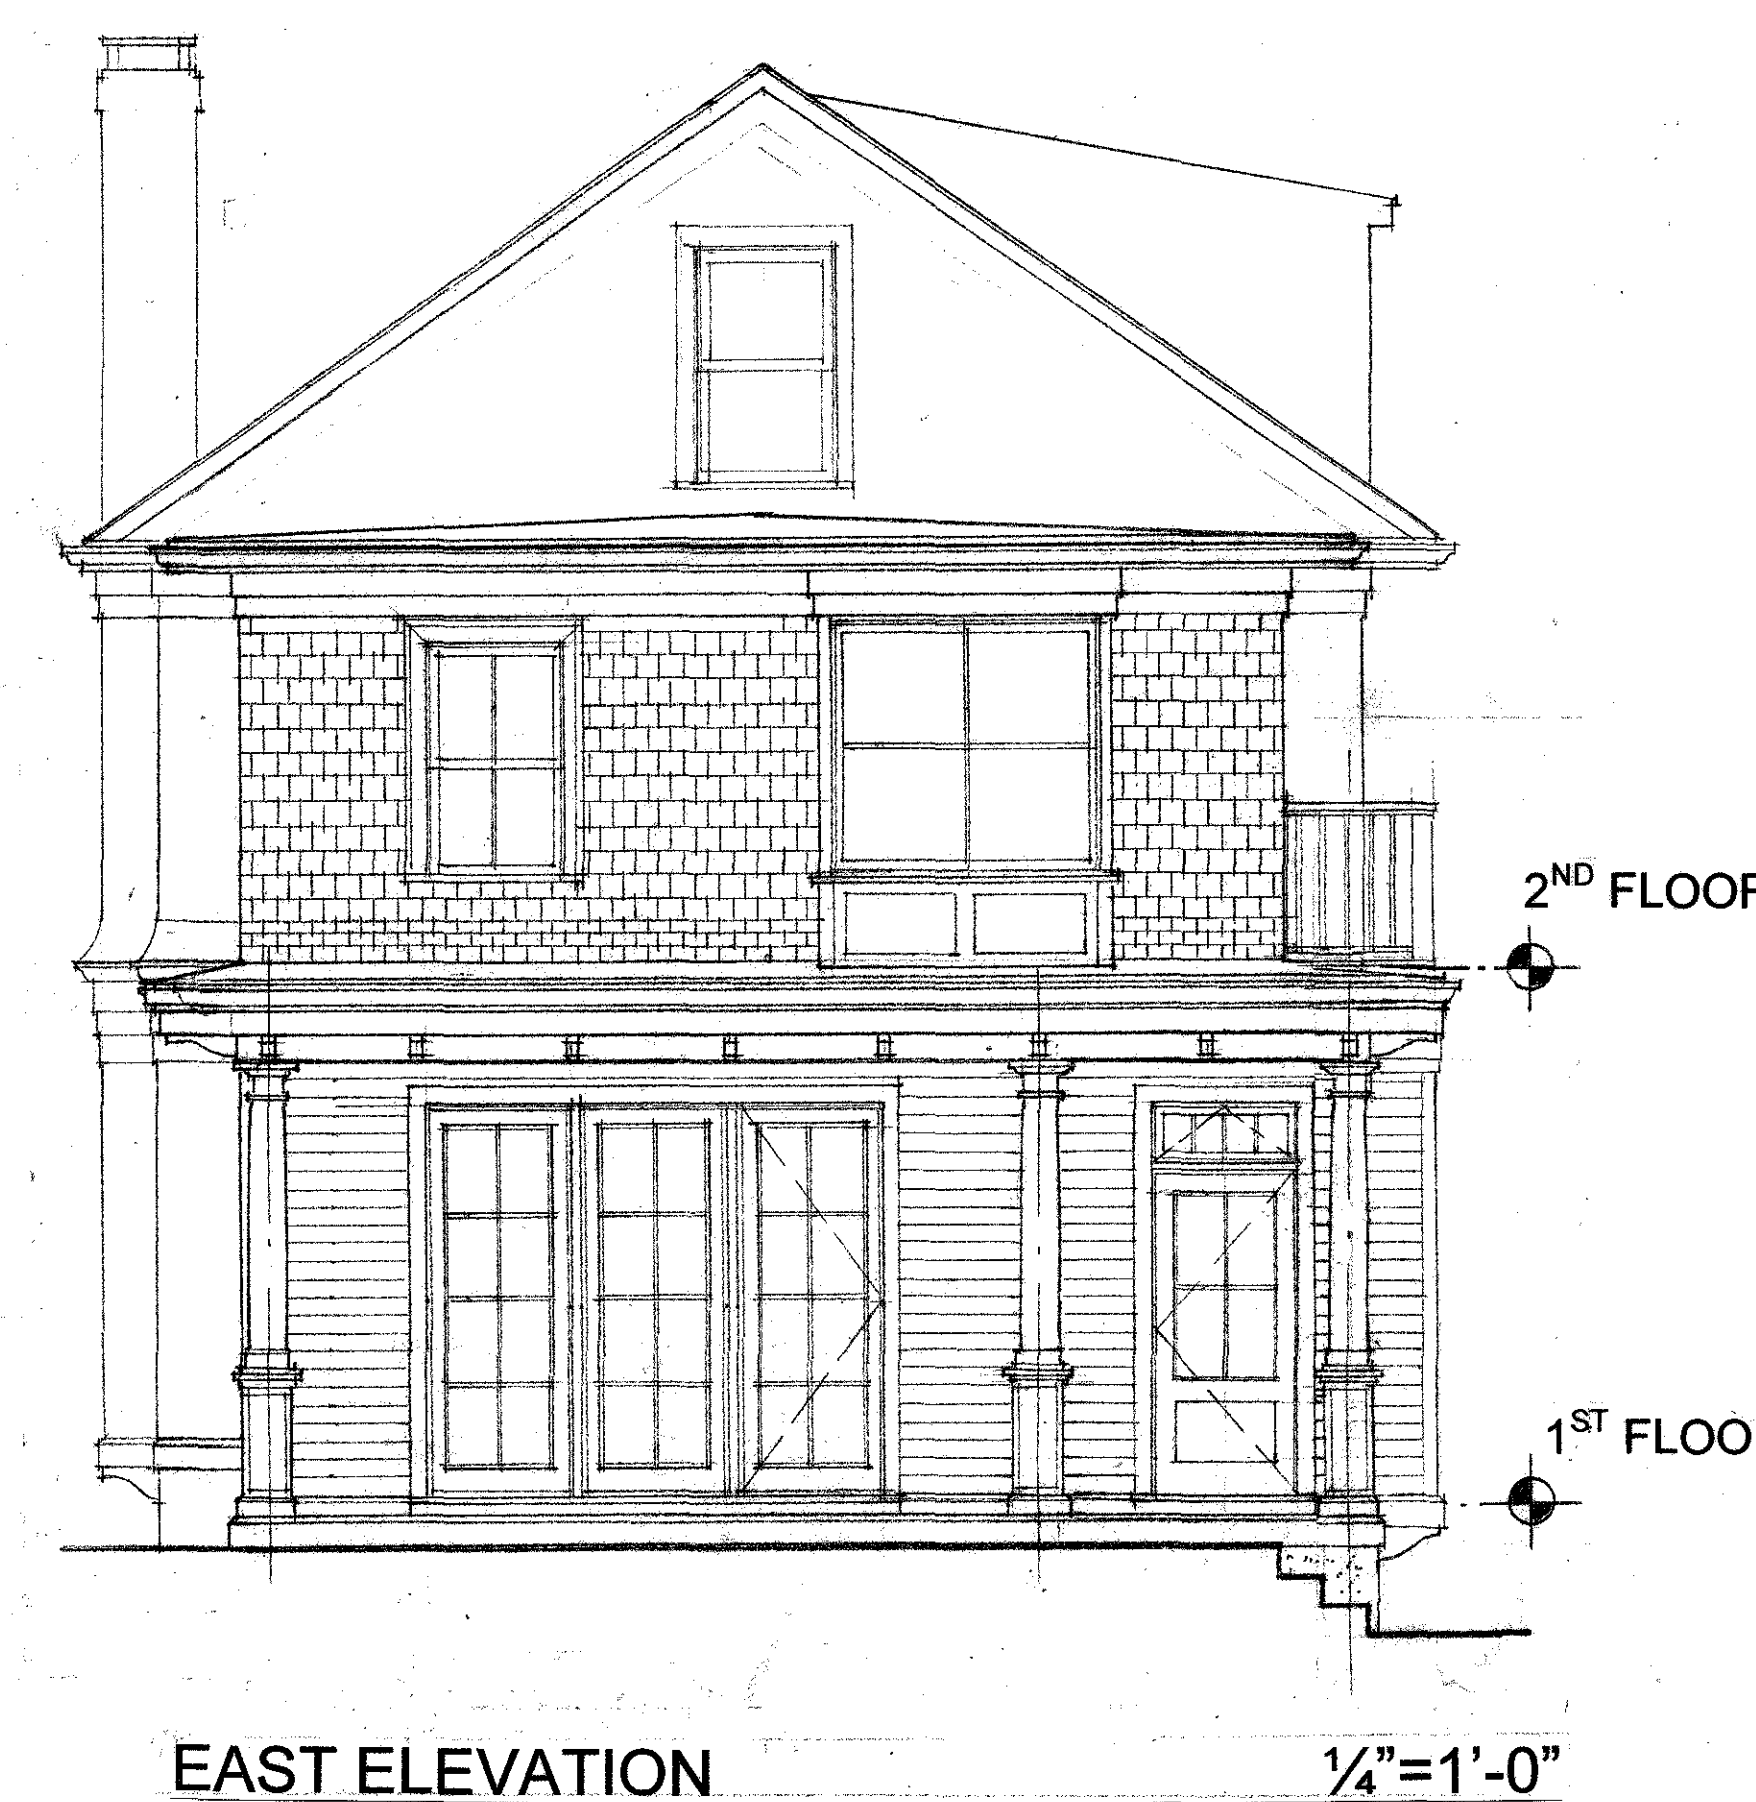 2ND FLOOR
1ST FLOO
EAST ELEVATION
¼”=1’-0”